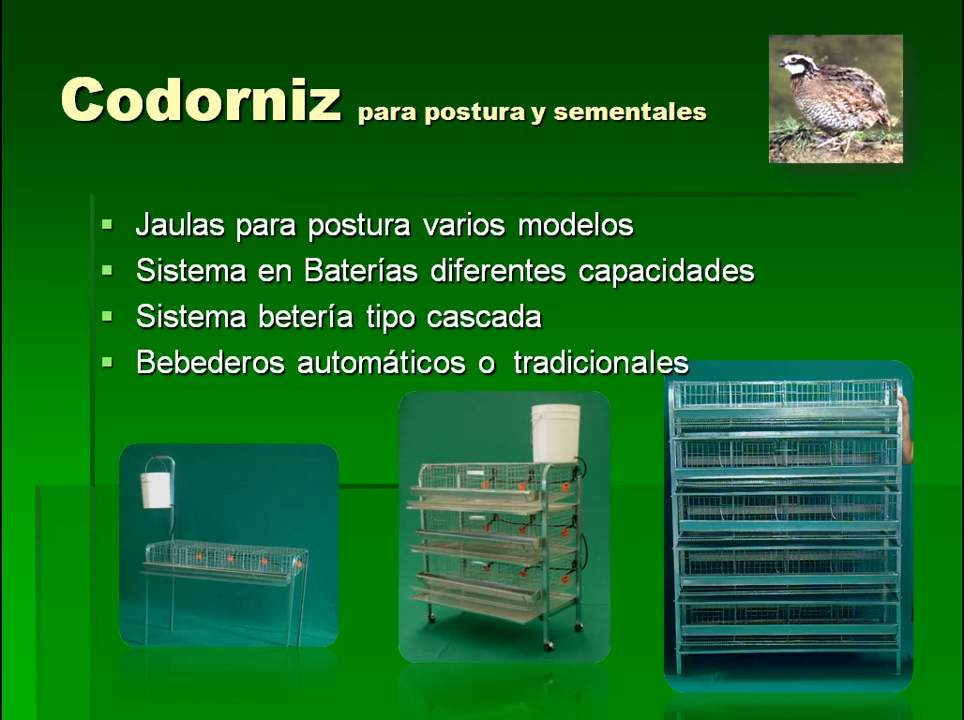 Codorniz para postura y sementales
Jaulas para postura varios modelos
Sistema en Baterías diferentes capacidades
Sistema betería tipo cascada
Bebederos automáticos o tradicionales